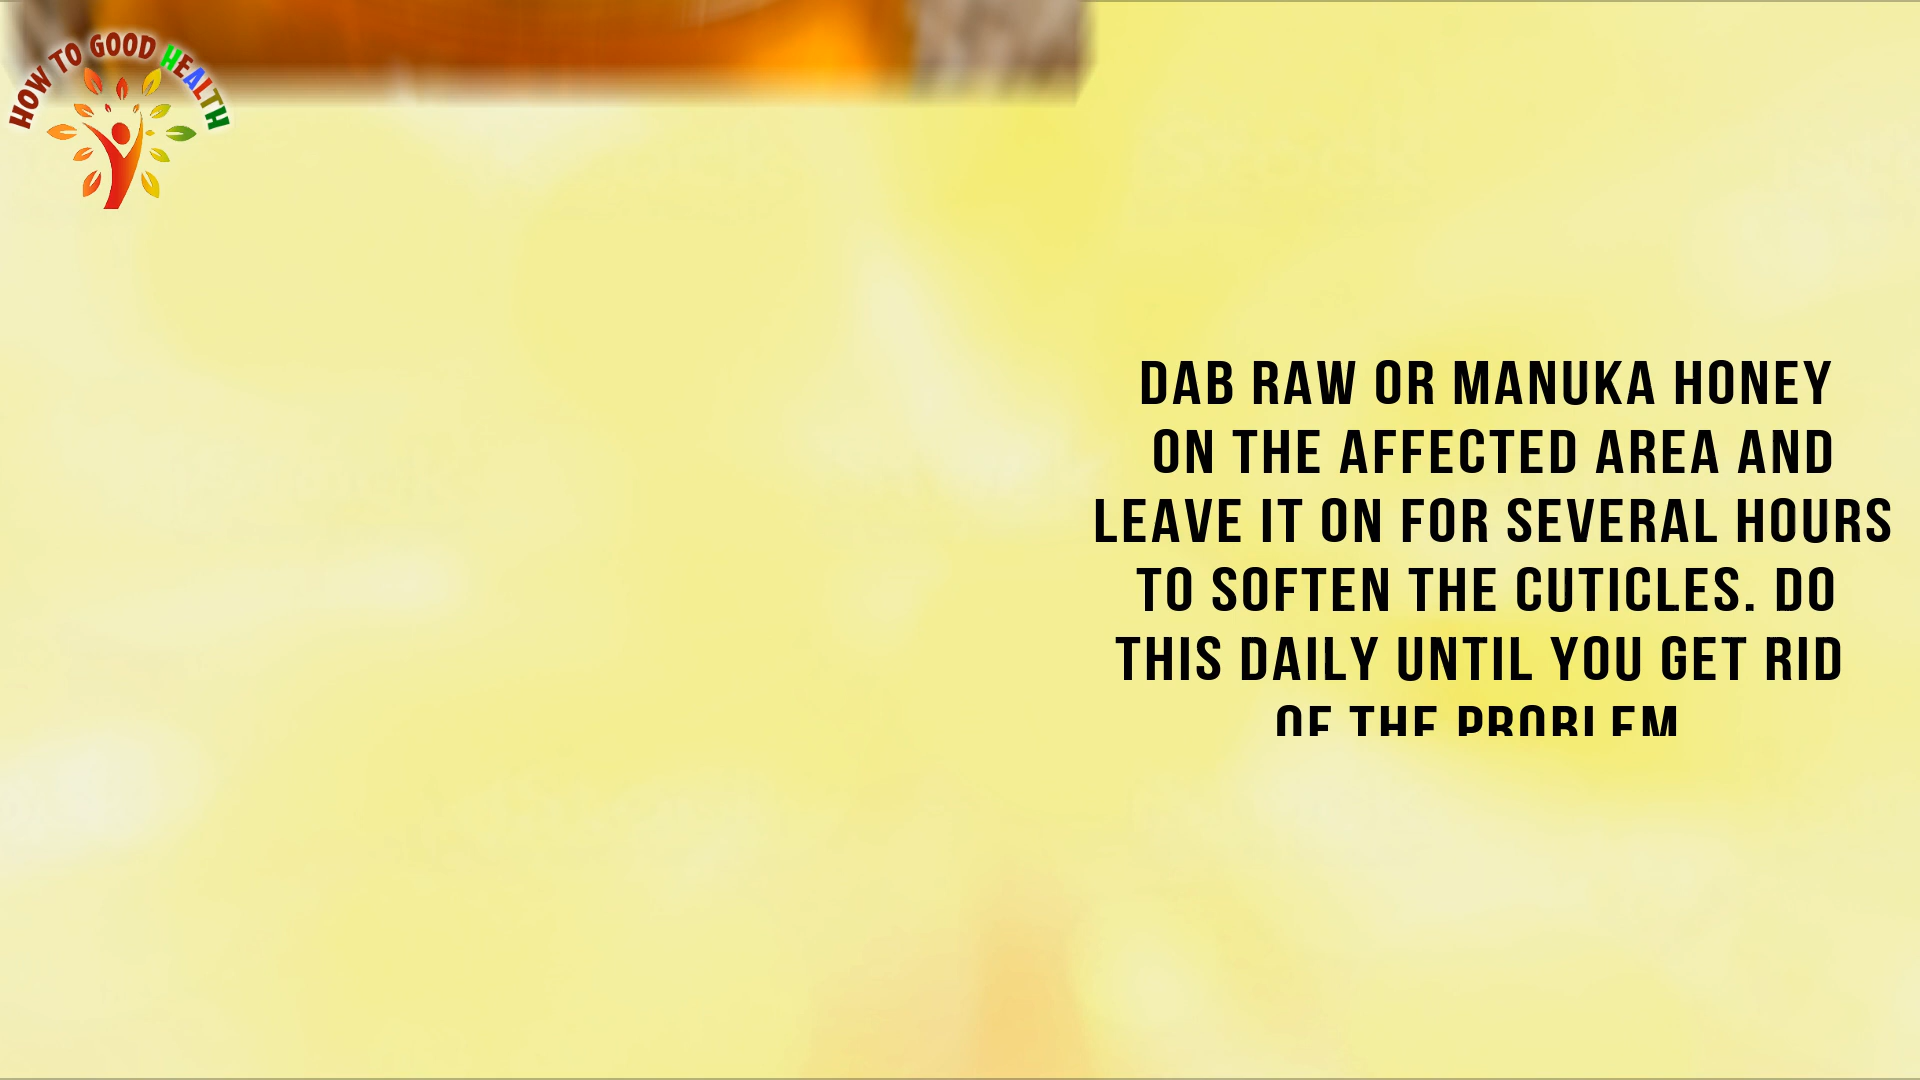 HOW TO GOOD HEALTH
DAB RAW OR MANUKA HONEY
ON THE AFFECTED AREA AND
LEAVE IT ON FOR SEVERAL HOURS
TO SOFTEN THE CUTICLES. DO
THIS DAILY UNTIL YOU GET RID
OF THE PROBLEM